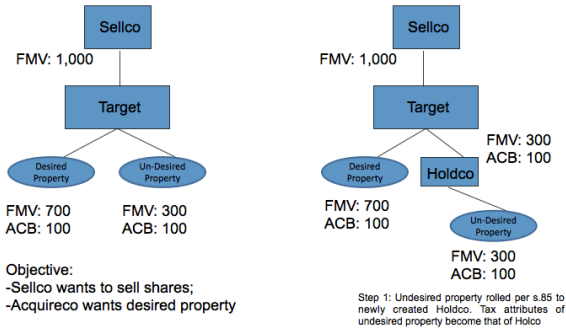 Sellco
FMV: 1,000
Target
Desired
Property
Un-Desired
Property
FMV: 700
ACB: 100
FMV: 300
ACB: 100
Objective:
-Sellco wants to sell shares;
-Acquireco wants desired property
Sellco
FMV: 1,000
Target
FMV: 300
ACB: 100
Desired
Property
Holdco
FMV: 700
ACB: 100
Un-Desired
Property
FMV: 300
ACB: 100
Step 1: Undesired property rolled per s.85 to
newly created Holdco. Tax attributes of
undesired property become that of Holco